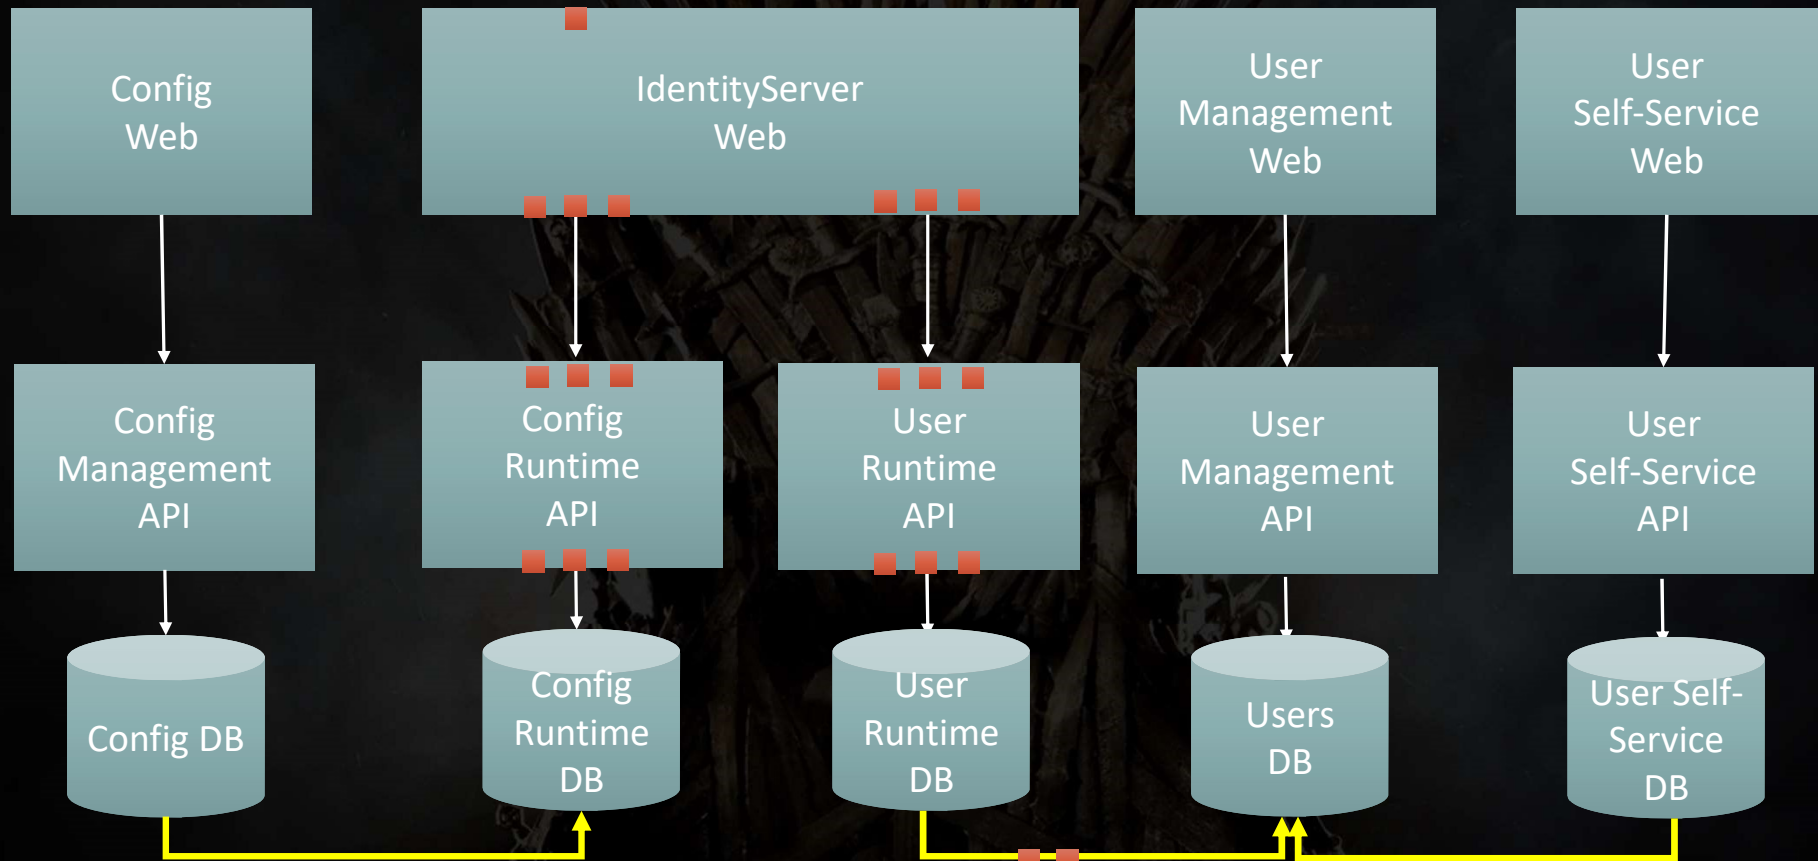 Config
Web
IdentityServer
Web
User
Management
Web
User
Self-Service
Web
Config
Management
API
Config
Runtime
API
User
Runtime
API
User
Management
API
User
Self-Service
API
Config DB
Config
Runtime
DB
User
Runtime
DB
Users
DB
User Self-
Service
DB